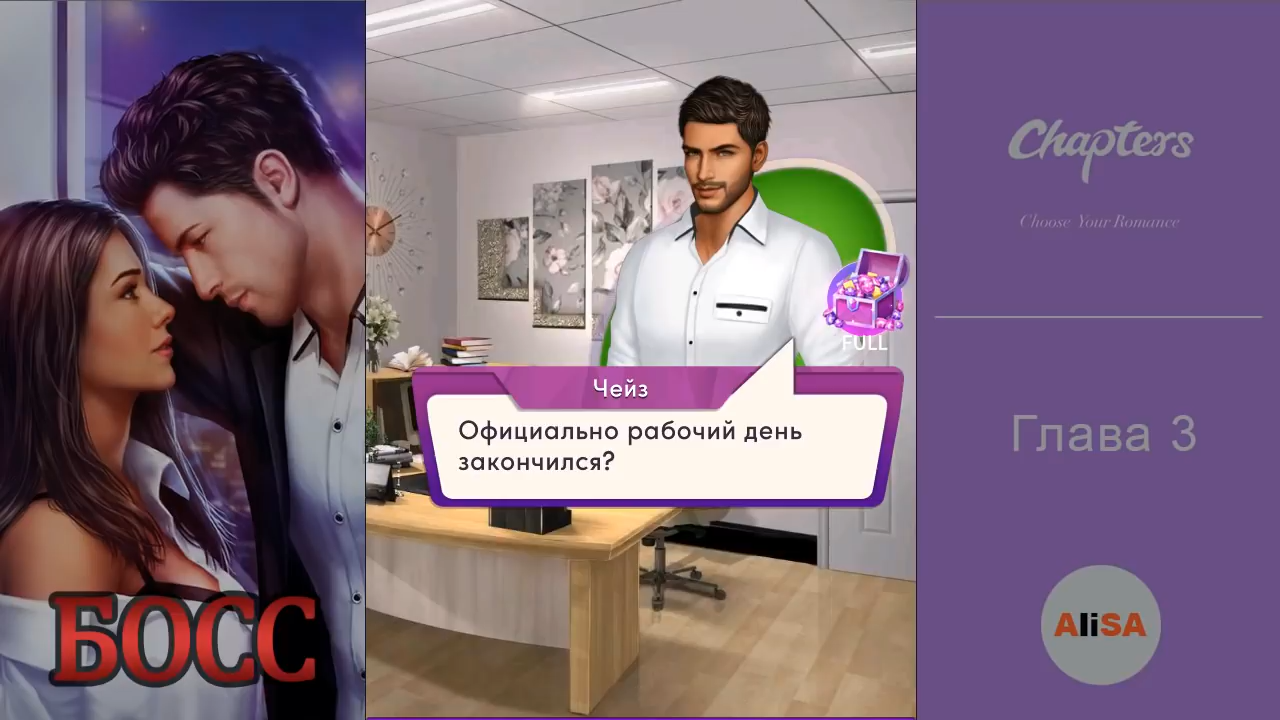 БОСС
FULL
Чейз
Официально рабочий день
закончился?
Chapters
Choose Your Romance
Глава 3
AliSA